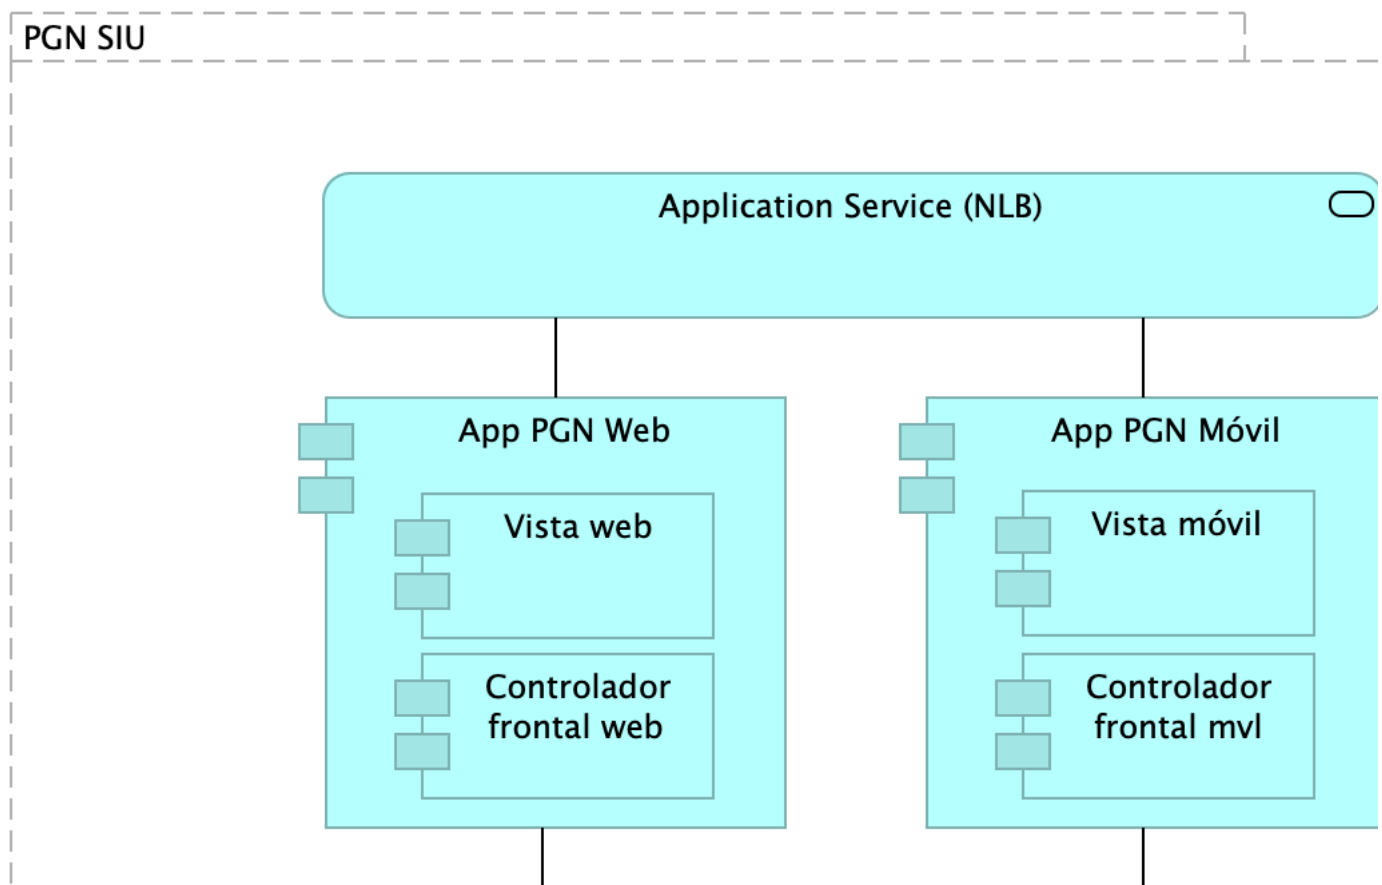 PGN SIU
Application Service (NLB)
App PGN Web
App PGN Móvil
Vista web
Vista móvil
Controlador
frontal web
Controlador
frontal mvl